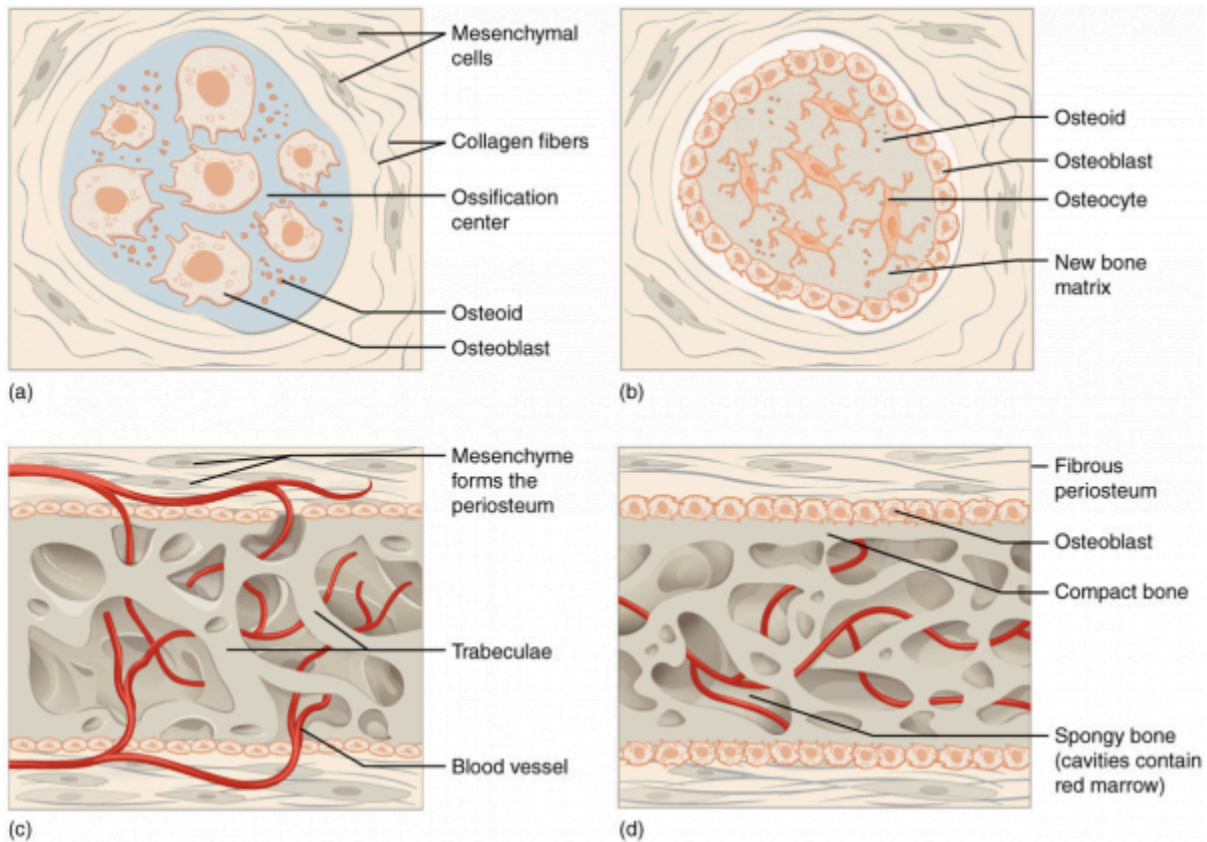 Mesenchymal
cells
Collagen fibers
Ossification
center
Osteoid
Osteoblast
(a)
Osteoid
Osteoblast
Osteocyte
New bone
matrix
(b)
Mesenchyme
forms the
periosteum
Trabeculae
Blood vessel
(c)
Fibrous
periosteum
Osteoblast
Compact bone
Spongy bone
(cavities contain
red marrow)
(d)